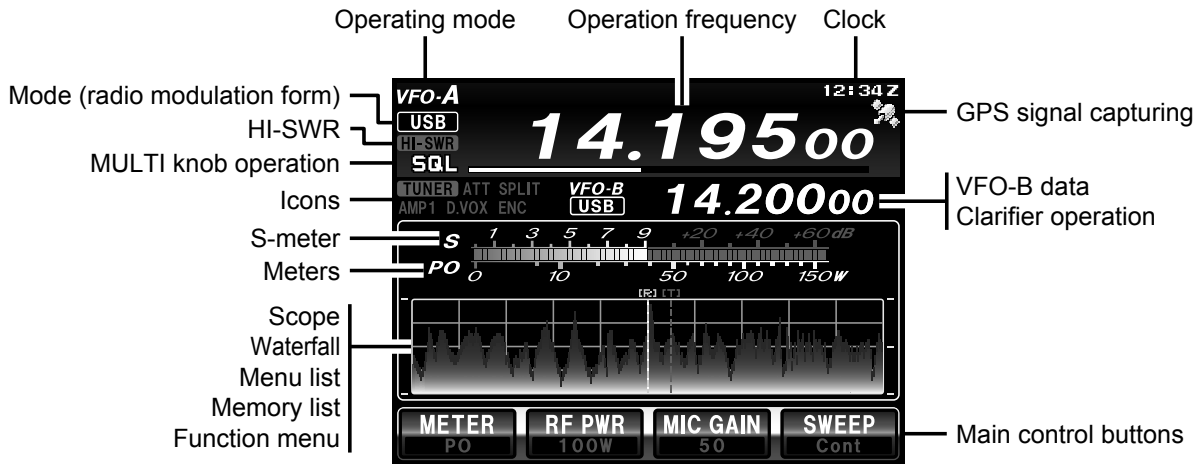 Operating mode
Operation frequency
Clock
Mode (radio modulation form)
HI-SWR
MULTI knob operation
Icons
S-meter
Meters
Scope
Waterfall
Menu list
Memory list
Function menu
VFO-A
12:34Z
USB
HI-SWR
14.19500
SQL
TUNER ATT SPLIT
AMP1 D.VOX ENC
VFO-B
USB
14.20000
S 1 3 5 7 9 +20 +40 +60dB
PO 0 10 50 100 150W
[R] [T]
METER
PO
RF PWR
100W
MIC GAIN
50
SWEEP
Cont
GPS signal capturing
VFO-B data
Clarifier operation
Main control buttons